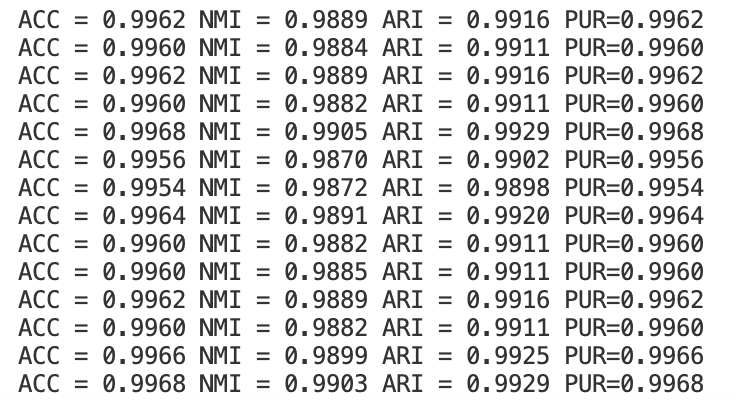 ACC = 0.9962 NMI = 0.9889 ARI = 0.9916 PUR=0.9962
ACC = 0.9960 NMI = 0.9884 ARI = 0.9911 PUR=0.9960
ACC = 0.9962 NMI = 0.9889 ARI = 0.9916 PUR=0.9962
ACC = 0.9960 NMI = 0.9882 ARI = 0.9911 PUR=0.9960
ACC = 0.9968 NMI = 0.9905 ARI = 0.9929 PUR=0.9968
ACC = 0.9956 NMI = 0.9870 ARI = 0.9902 PUR=0.9956
ACC = 0.9954 NMI = 0.9872 ARI = 0.9898 PUR=0.9954
ACC = 0.9964 NMI = 0.9891 ARI = 0.9920 PUR=0.9964
ACC = 0.9960 NMI = 0.9882 ARI = 0.9911 PUR=0.9960
ACC = 0.9960 NMI = 0.9885 ARI = 0.9911 PUR=0.9960
ACC = 0.9962 NMI = 0.9889 ARI = 0.9916 PUR=0.9962
ACC = 0.9960 NMI = 0.9882 ARI = 0.9911 PUR=0.9960
ACC = 0.9966 NMI = 0.9899 ARI = 0.9925 PUR=0.9966
ACC = 0.9968 NMI = 0.9903 ARI = 0.9929 PUR=0.9968